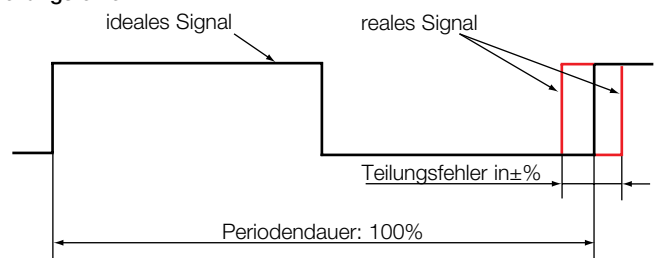 ideales Signal
reales Signal
Teilungsfehler in±%
Periodendauer: 100%